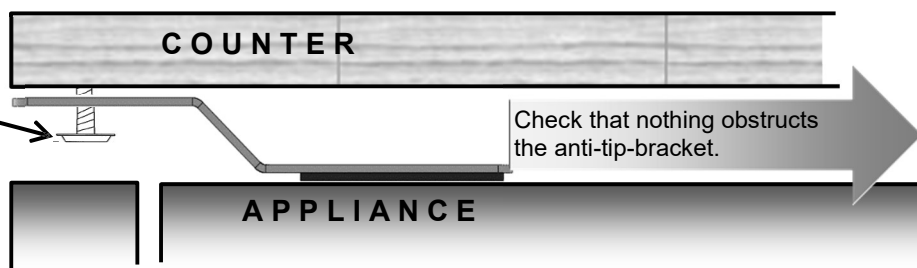 COUNTER
Check that nothing obstructs
the anti-tip-bracket.
APPLIANCE